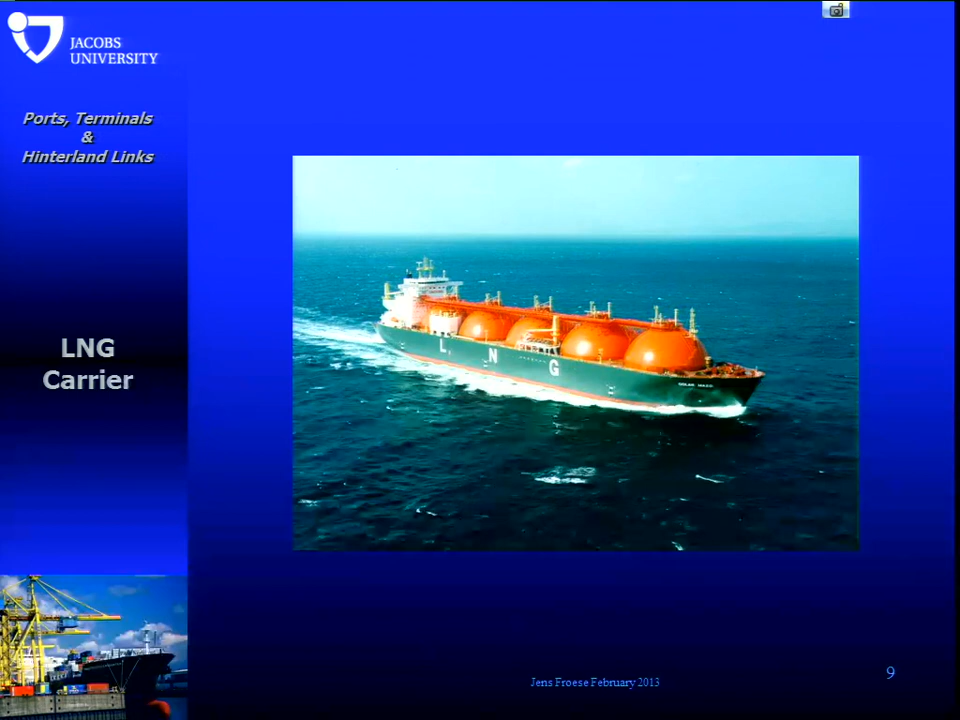 JACOBS
UNIVERSITY
Ports, Terminals
&
Hinterland Links
LNG
Carrier
L N G
Jens Froese February 2013
9